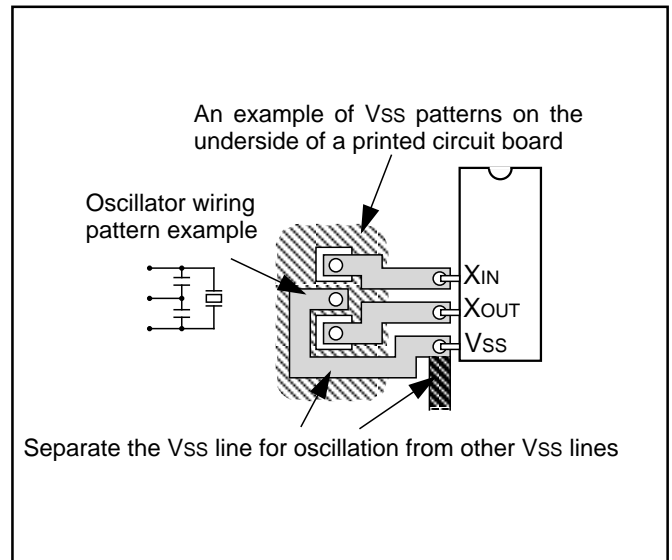 An example of VSS patterns on the
underside of a printed circuit board
Oscillator wiring
pattern example
XIN
XOUT
VSS
Separate the VSS line for oscillation from other VSS lines